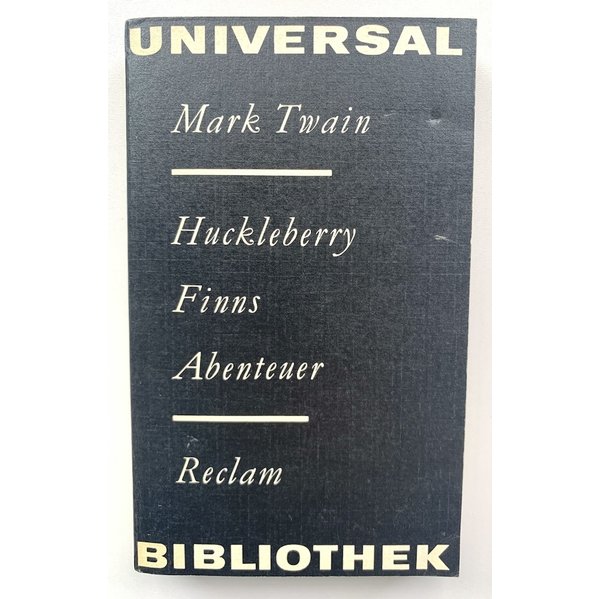 UNIVERSAL
Mark Twain
Huckleberry
Finns
Abenteuer
Reclam
BIBLIOTHEK